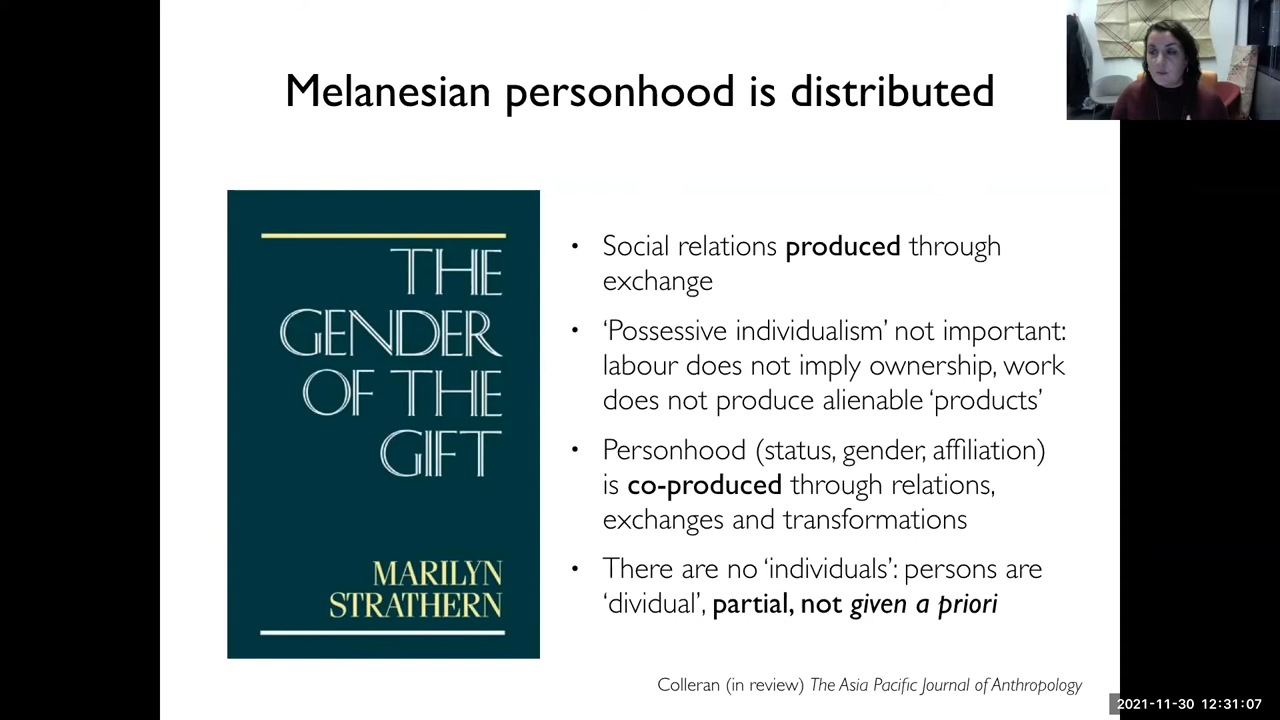 Melanesian personhood is distributed
THE
GENDER
OF THE
GIFT
MARILYN
STRATHERN
• Social relations produced through
exchange
• ‘Possessive individualism’ not important:
labour does not imply ownership, work
does not produce alienable ‘products’
• Personhood (status, gender, affiliation)
is co-produced through relations,
exchanges and transformations
• There are no ‘individuals’: persons are
‘dividual’, partial, not given a priori
Colleran (in review) The Asia Pacific Journal of Anthropology
2021-11-30 12:31:07